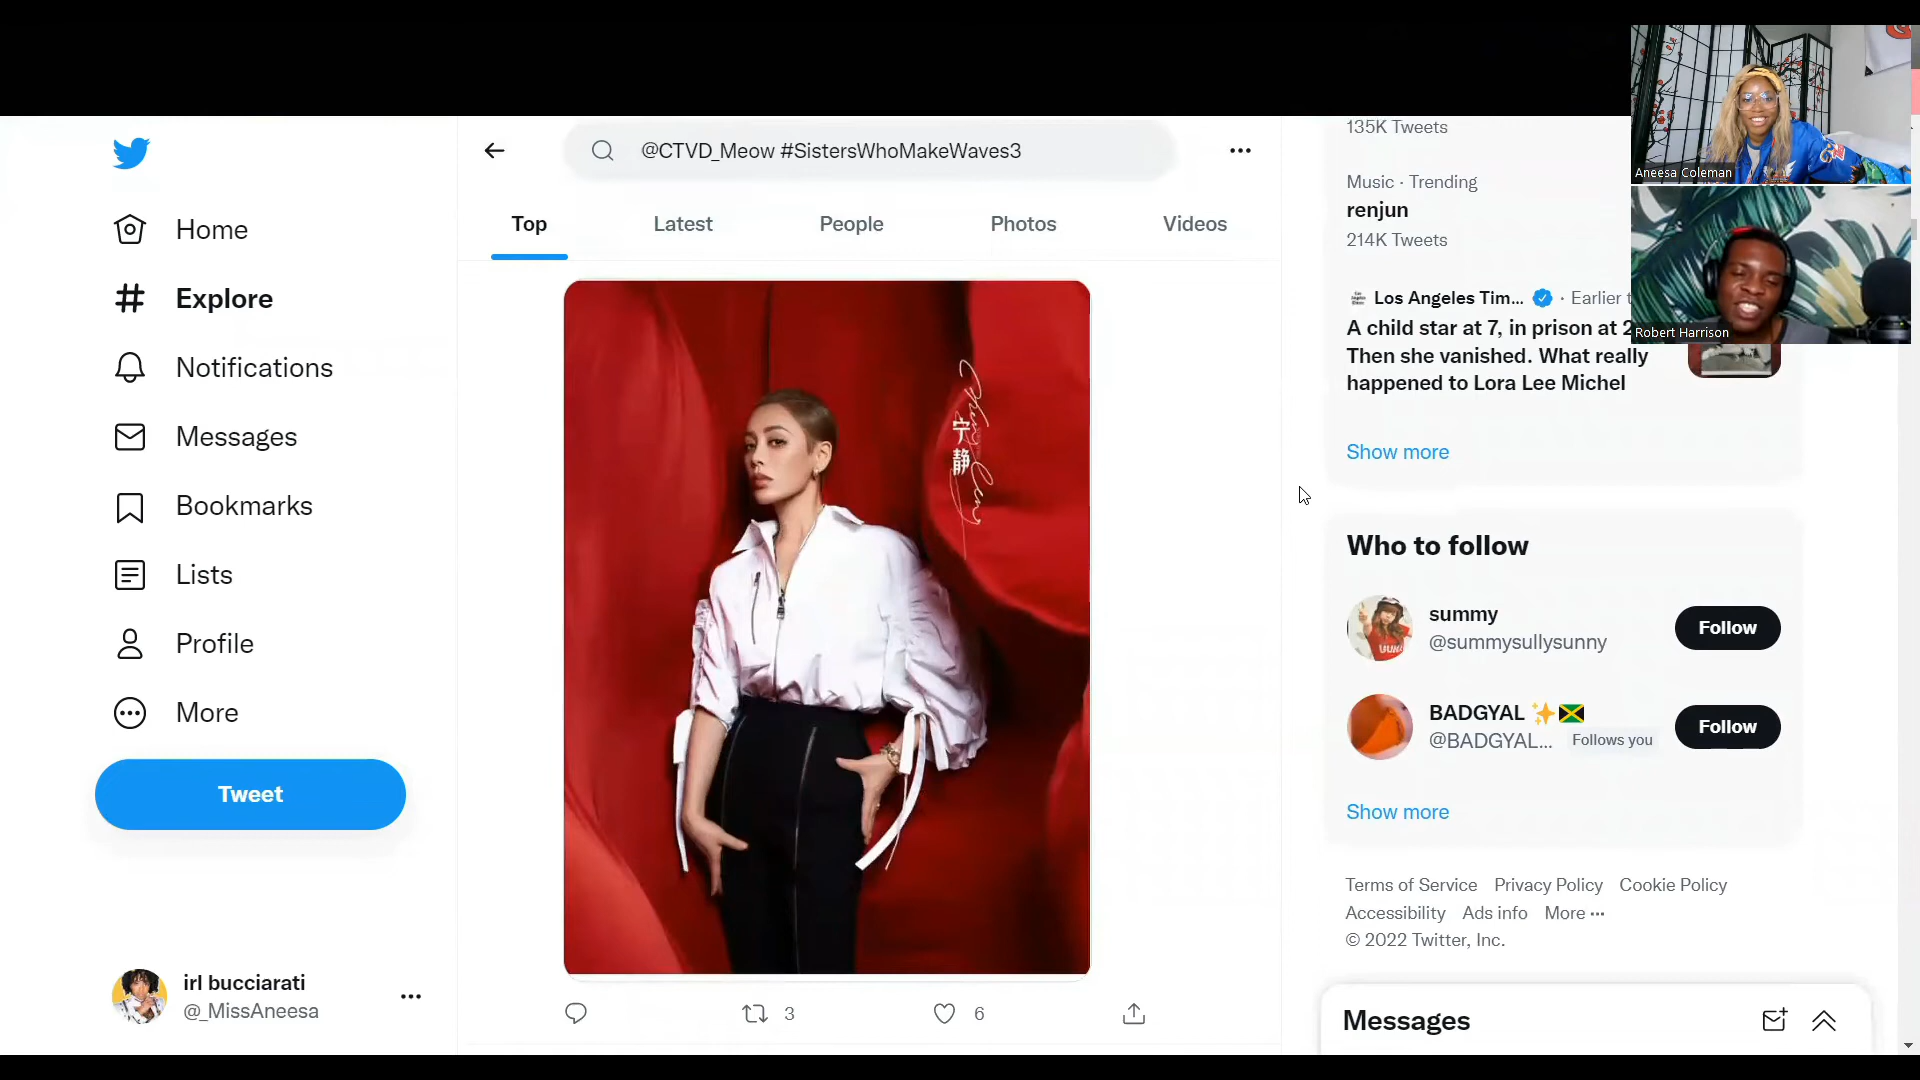 @CTVD_Meow #SistersWhoMakeWaves3
Top
Latest
People
Photos
Videos
Home
Explore
Notifications
Messages
Bookmarks
Lists
Profile
More
Tweet
irl bucciarati
@_MissAneesa
宁静
3
6
135K Tweets
Music · Trending
renjun
214K Tweets
Los Angeles Tim... · Earlier t
A child star at 7, in prison at 2
Then she vanished. What really
happened to Lora Lee Michel
Show more
Who to follow
summy
@summysullysunny
Follow
BADGYAL
@BADGYAL... Follows you
Follow
Show more
Terms of Service Privacy Policy Cookie Policy
Accessibility Ads info More
© 2022 Twitter, Inc.
Messages
Aneesa Coleman
Robert Harrison